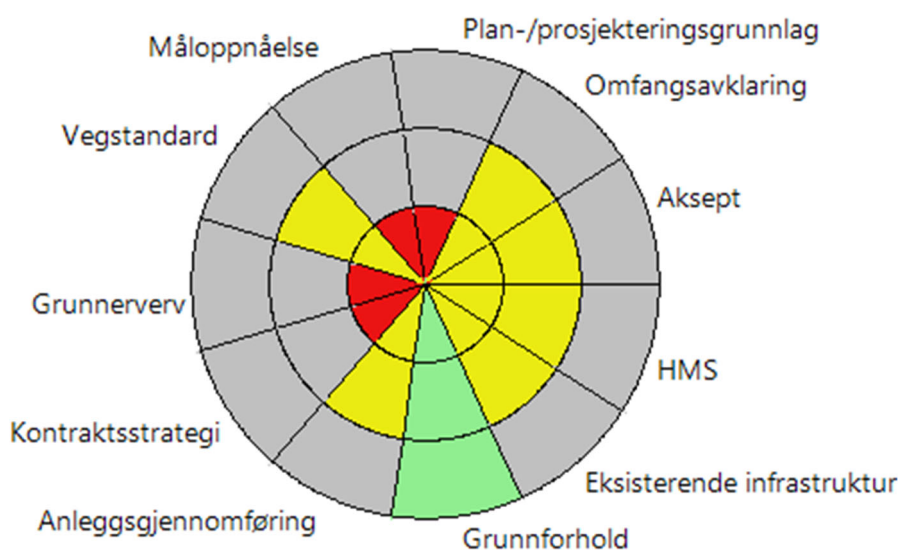 Plan-/prosjekteringsgrunnlag
Omfangsavklaring
Aksept
HMS
Eksisterende infrastruktur
Grunnforhold
Anleggsgjennomføring
Kontraktsstrategi
Grunnerverv
Vegstandard
Måloppnåelse